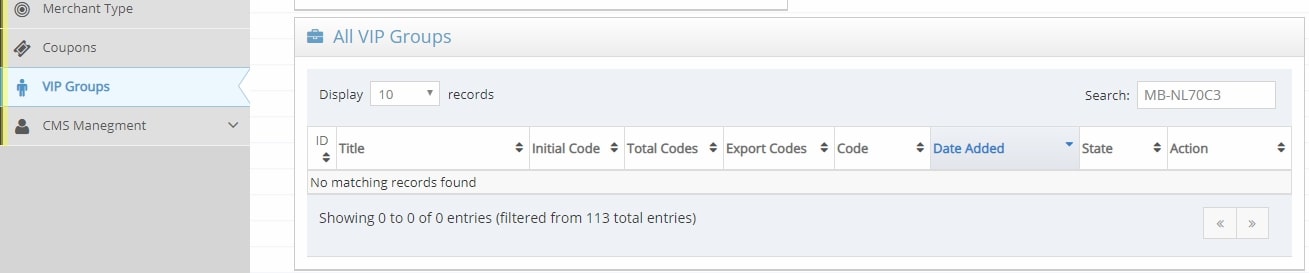 Merchant Type
Coupons
VIP Groups
CMS Manegment
All VIP Groups
Display 10 records Search: MB-NL70C3
ID Title Initial Code Total Codes Export Codes Code Date Added State Action
No matching records found
Showing 0 to 0 of 0 entries (filtered from 113 total entries)
« »